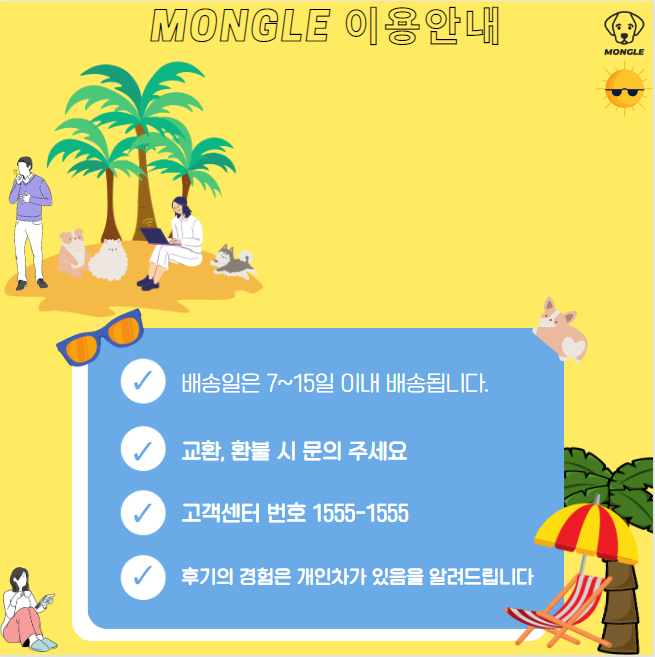 MONGLE 이용안내
MONGLE
배송일은 7~15일 이내 배송됩니다.
교환, 환불 시 문의 주세요
고객센터 번호 1555-1555
후기의 경험은 개인차가 있음을 알려드립니다